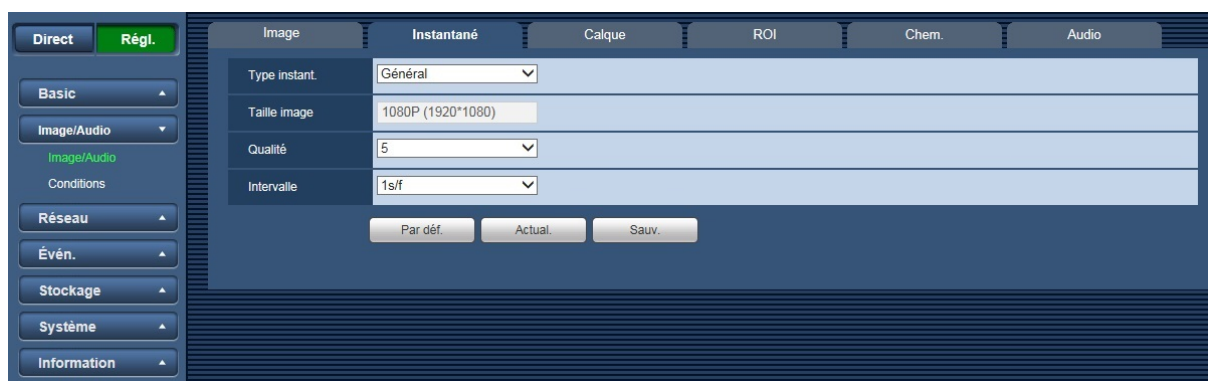 Direct
Régl.
Basic
Image/Audio
Image/Audio
Conditions
Réseau
Évén.
Stockage
Système
Information
Image
Instantané
Calque
ROI
Chem.
Audio
Type instant.
Général
Taille image
1080P (1920*1080)
Qualité
5
Intervalle
1s/f
Par déf.
Actual.
Sauv.